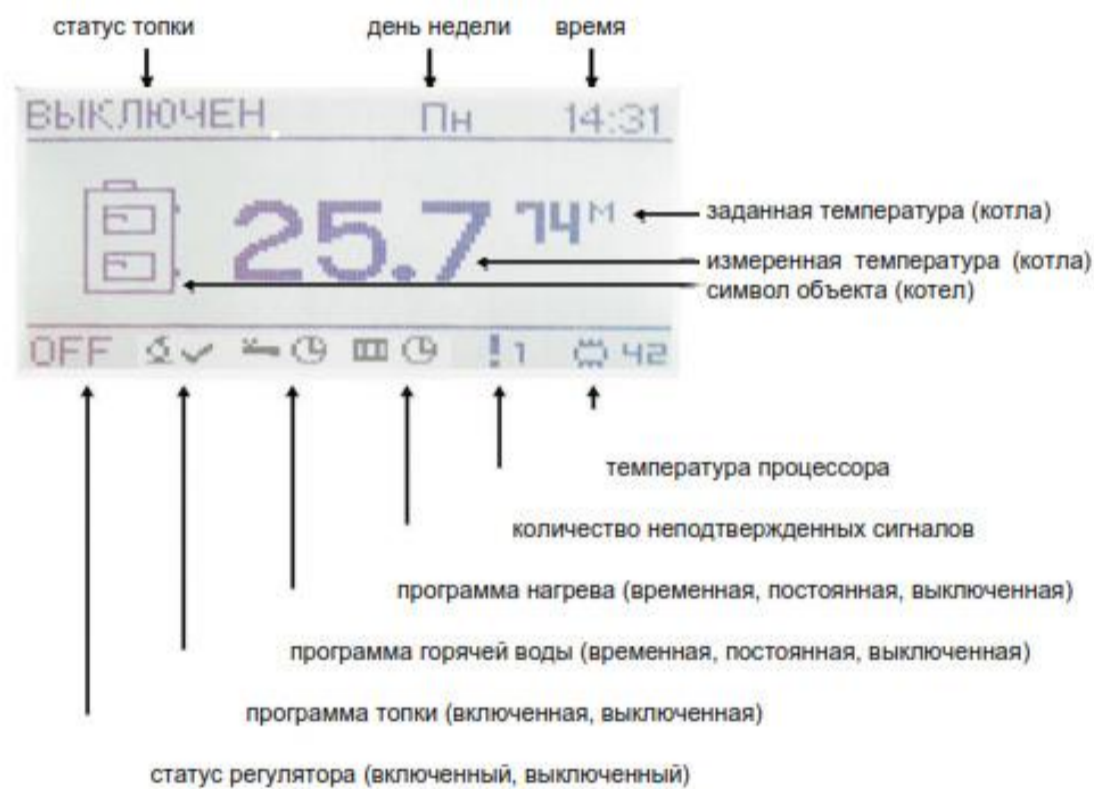 статус топки день недели время
ВЫКЛЮЧЕН Пн 14:31
25.7 74 М
заданная температура (котла)
измеренная температура (котла)
символ объекта (котел)
OFF ! 1 42
температура процессора
количество неподтвержденных сигналов
программа нагрева (временная, постоянная, выключенная)
программа горячей воды (временная, постоянная, выключенная)
программа топки (включенная, выключенная)
статус регулятора (включенный, выключенный)